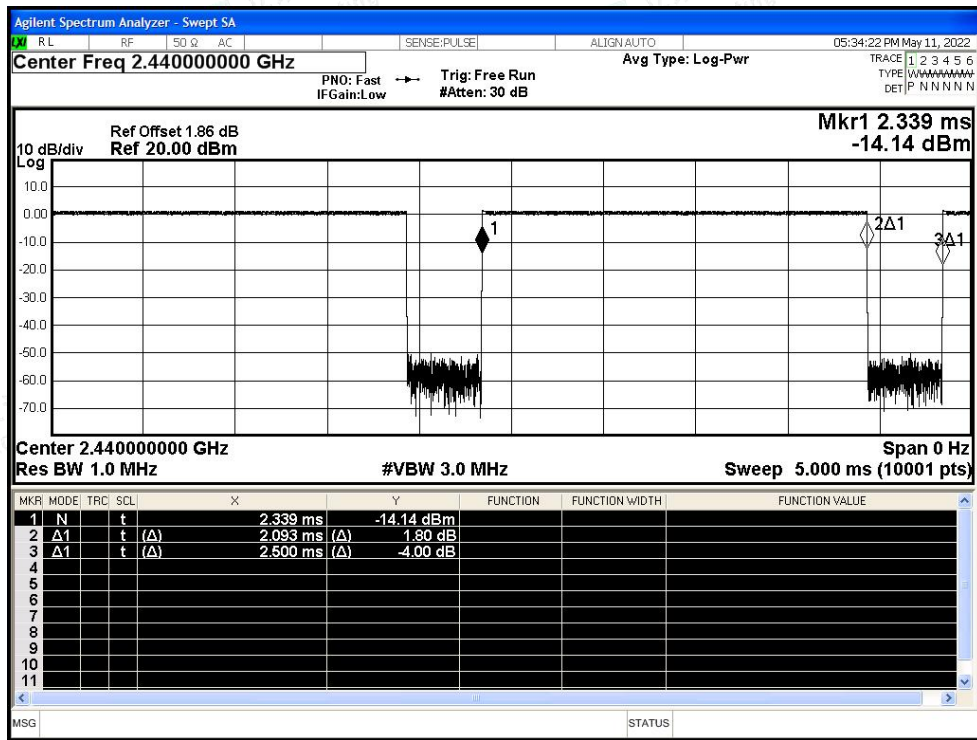 Agilent Spectrum Analyzer - Swept SA
LXI RL RF 50 Ω AC SENSE:PULSE ALIGNAUTO 05:34:22 PM May 11, 2022
Center Freq 2.440000000 GHz Avg Type: Log-Pwr TRACE 1 2 3 4 5 6
PNO: Fast Trig: Free Run TYPE WWWWWW
IFGain:Low #Atten: 30 dB DET P N N N N N
Mkr1 2.339 ms
Ref Offset 1.86 dB
10 dB/div Ref 20.00 dBm -14.14 dBm
Log
10.0
0.00
1
2Δ1
-10.0
3Δ1
-20.0
-30.0
-40.0
-50.0
-60.0
-70.0
Center 2.440000000 GHz Span 0 Hz
Res BW 1.0 MHz #VBW 3.0 MHz Sweep 5.000 ms (10001 pts)
MKR MODE TRC SCL X Y FUNCTION FUNCTION WIDTH FUNCTION VALUE
1 N t 2.339 ms -14.14 dBm
2 Δ1 t (Δ) 2.093 ms (Δ) 1.80 dB
3 Δ1 t (Δ) 2.500 ms (Δ) -4.00 dB
4
5
6
7
8
9
10
11
MSG STATUS